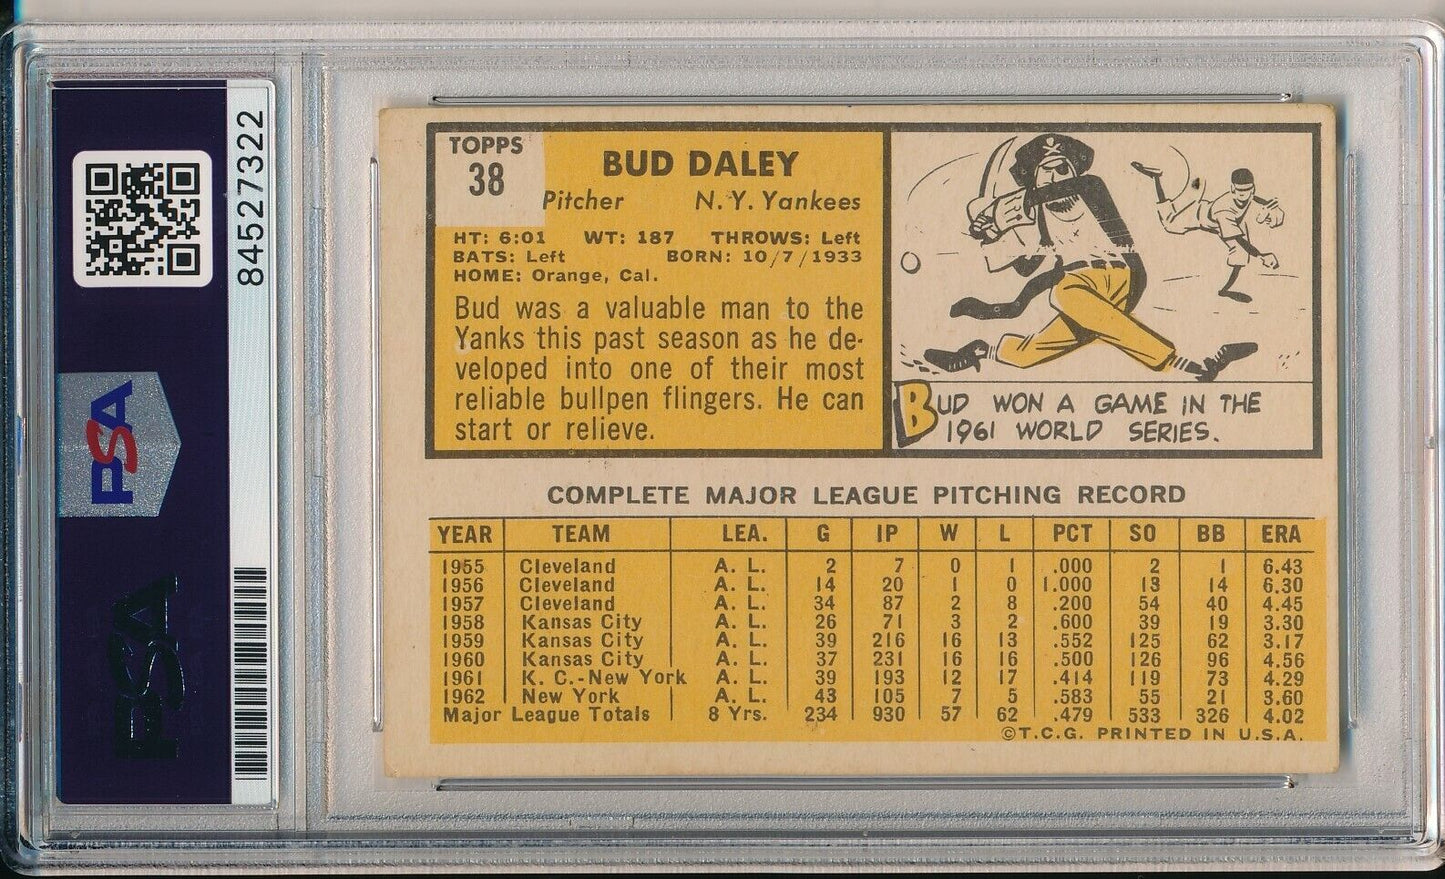 84527322
PSA
PSA
TOPPS
38
BUD DALEY
Pitcher N.Y. Yankees
HT: 6:01 WT: 187 THROWS: Left
BATS: Left BORN: 10/7/1933
HOME: Orange, Cal.
Bud was a valuable man to the
Yanks this past season as he de-
veloped into one of their most
reliable bullpen flingers. He can
start or relieve.
BUD WON A GAME IN THE
1961 WORLD SERIES.
COMPLETE MAJOR LEAGUE PITCHING RECORD
YEAR TEAM LEA. G IP W L PCT SO BB ERA
1955 Cleveland A. L. 2 7 0 1 .000 2 1 6.43
1956 Cleveland A. L. 14 20 1 0 1.000 13 14 6.30
1957 Cleveland A. L. 34 87 2 8 .200 54 40 4.45
1958 Kansas City A. L. 26 71 3 2 .600 39 19 3.30
1959 Kansas City A. L. 39 216 16 13 .552 125 62 3.17
1960 Kansas City A. L. 37 231 16 16 .500 126 96 4.56
1961 K. C.-New York A. L. 39 193 12 17 .414 119 73 4.29
1962 New York A. L. 43 105 7 5 .583 55 21 3.60
Major League Totals 8 Yrs. 234 930 57 62 .479 533 326 4.02
©T.C.G. PRINTED IN U.S.A.